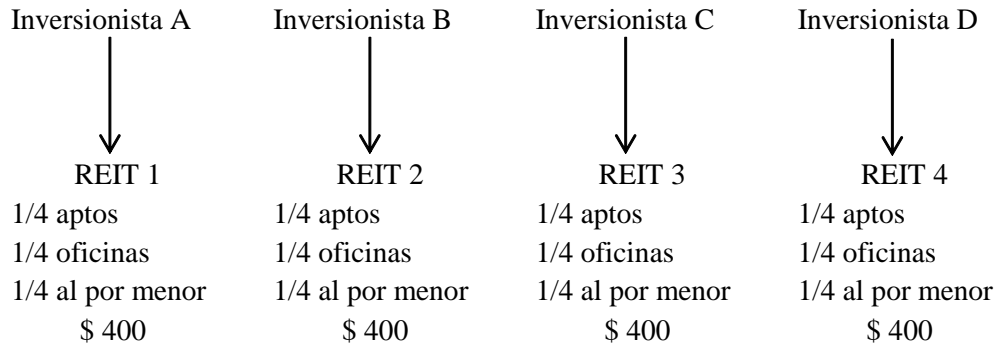 Inversionista A Inversionista B Inversionista C Inversionista D
REIT 1 REIT 2 REIT 3 REIT 4
1/4 aptos 1/4 aptos 1/4 aptos 1/4 aptos
1/4 oficinas 1/4 oficinas 1/4 oficinas 1/4 oficinas
1/4 al por menor 1/4 al por menor 1/4 al por menor 1/4 al por menor
$ 400 $ 400 $ 400 $ 400